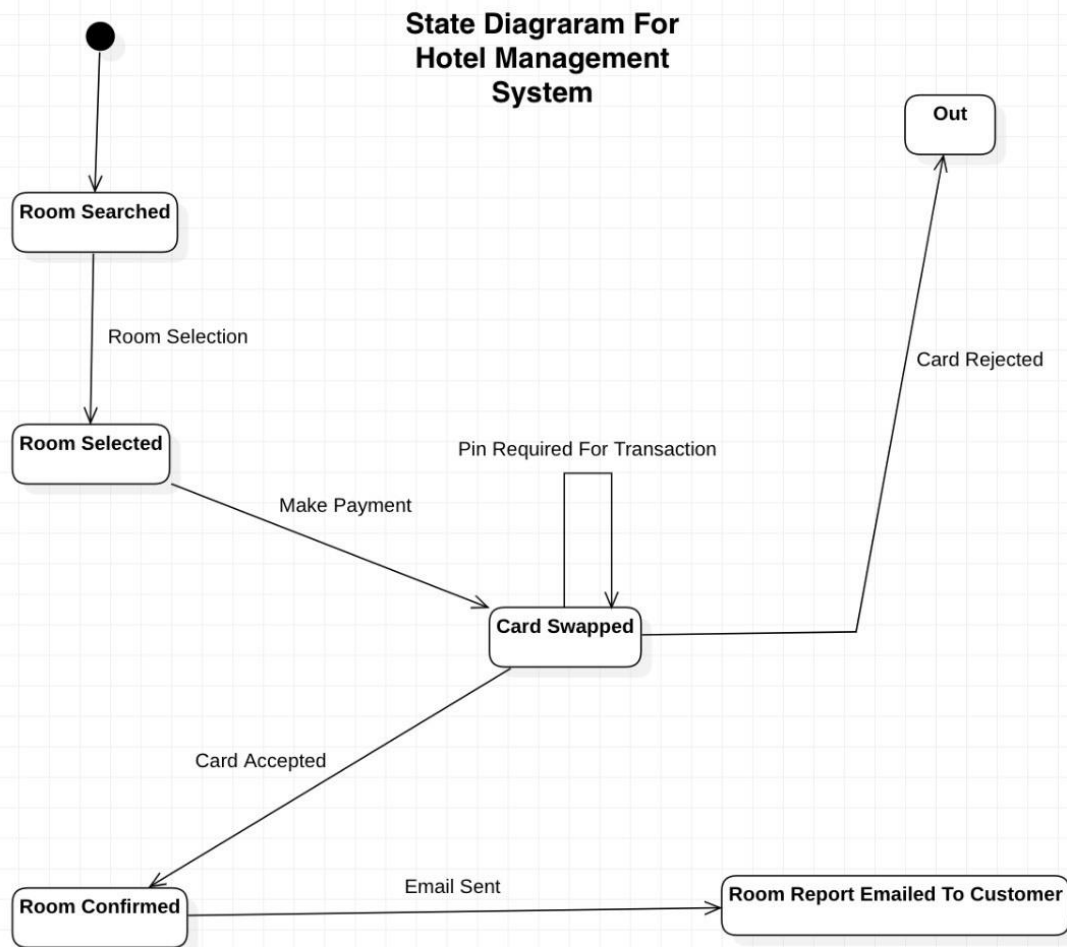 State Diagraram For
Hotel Management
System
Out
Room Searched
Room Selection
Card Rejected
Room Selected
Pin Required For Transaction
Make Payment
Card Swapped
Card Accepted
Email Sent
Room Confirmed
Room Report Emailed To Customer